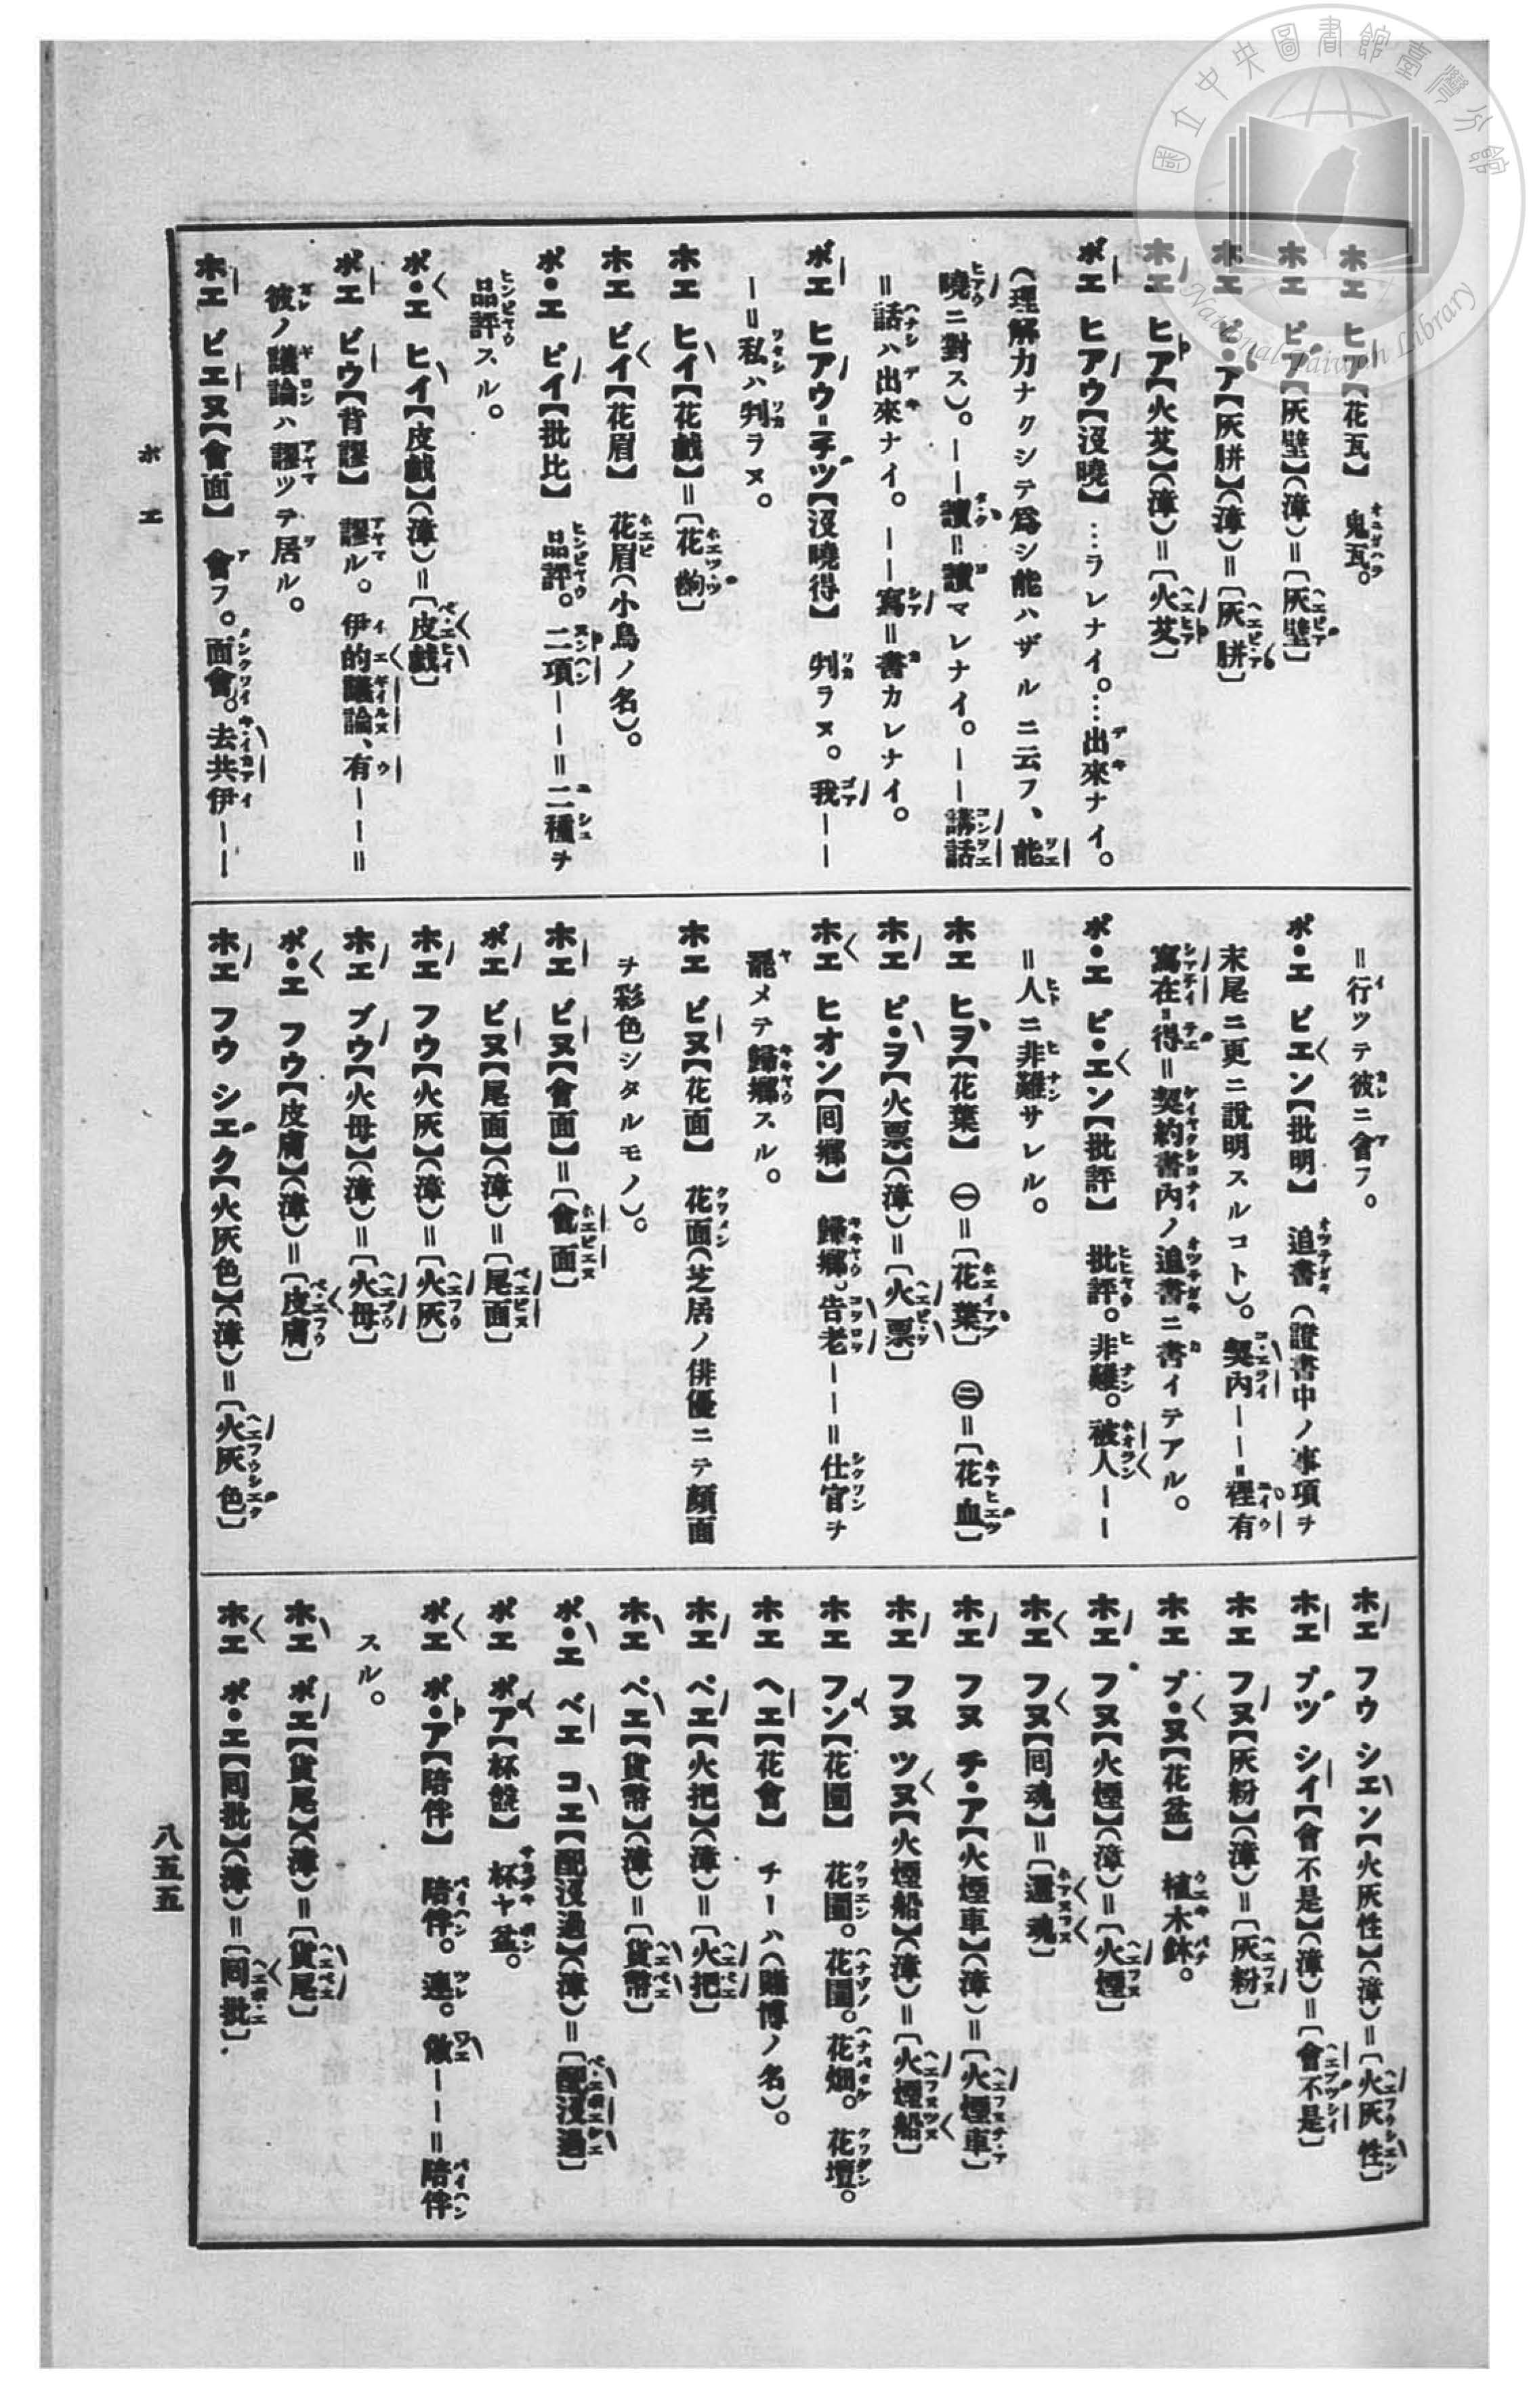 國立中央圖書館臺灣分館
National Taiwan Library
ホエ ヒア【花瓦】 鬼瓦。
ホエ ピア【灰壁】(漳)=〔灰壁〕
ホエ ピ・ア【灰胼】(漳)=〔灰胼〕
ホエ ヒア【火艾】(漳)=〔火艾〕
ボエ ヒアウ【沒曉】 …ラレナイ。…出來ナイ。
(理解力ナクシテ爲シ能ハザルニ云フ、能
曉ニ對ス)。――讀=讀マレナイ。――講話
=話ハ出來ナイ。――寫=書カレナイ。
ボエ ヒアウ=チツ【沒曉得】 判ラヌ。我――
=私ハ判ラヌ。
ホエ ヒイ【花戲】=〔花齣〕
ホエ ビイ【花眉】 花眉(小鳥ノ名)。
ポ・エ ピイ【批比】 品評。二項――=二種ヲ
品評スル。
ポ・エ ヒイ【皮戲】(漳)=〔皮戲〕
ボエ ビウ【背謬】 謬ル。伊的議論、有――=
彼ノ議論ハ謬ツテ居ル。
ホエ ビエヌ【會面】 會フ。面會。去共伊――
=行ツテ彼ニ會フ。
ポ・エ ビエン【批明】 追書(證書中ノ事項ヲ
末尾ニ更ニ說明スルコト)。契內――=裡有
寫在=得=契約書內ノ追書ニ書イテアル。
ポ・エ ピ・エン【批評】 批評。非難。被人――
=人ニ非難サレル。
ホエ ヒヲ【花葉】 ㊀=〔花葉〕 ㊁=〔花血〕
ホエ ピ・ヲ【火票】(漳)=〔火票〕
ホエ ヒオン【囘鄉】 歸鄉。告老――=仕官ヲ
罷メテ歸鄉スル。
ホエ ビヌ【花面】 花面(芝居ノ俳優ニテ顏面
ヲ彩色シタルモノ)。
ホエ ビヌ【會面】=〔會面〕
ボエ ビヌ【尾面】(漳)=〔尾面〕
ホエ フウ【火灰】(漳)=〔火灰〕
ホエ ブウ【火母】(漳)=〔火母〕
ポ・エ フウ【皮膚】(漳)=〔皮膚〕
ホエ フウ シエク【火灰色】(漳)=〔火灰色〕
ホエ フウ シエン【火灰性】(漳)=〔火灰性〕
ホエ ブツ シイ【會不是】(漳)=〔會不是〕
ホエ フヌ【灰粉】(漳)=〔灰粉〕
ホエ プ・ヌ【花盆】 植木鉢。
ホエ フヌ【火煙】(漳)=〔火煙〕
ホエ フヌ【囘魂】=〔還魂〕
ホエ フヌ チ・ア【火煙車】(漳)=〔火煙車〕
ホエ フヌ ツヌ【火煙船】(漳)=〔火煙船〕
ホエ フン【花園】 花園。花園。花畑。花壇。
ホエ ヘエ【花會】 チーハ(賭博ノ名)。
ホエ ペエ【火把】(漳)=〔火把〕
ホエ ペエ【貨幣】(漳)=〔貨幣〕
ポ・エ ベエ コエ【配沒過】(漳)=〔配沒過〕
ポエ ポア【杯盤】 杯ヤ盆。
ポエ ポ・ア【陪伴】 陪伴。連。做――=陪伴
スル。
ホエ ボエ【貨尾】(漳)=〔貨尾〕
ホエ ポ・エ【囘批】(漳)=〔囘批〕
ホエ
八五五